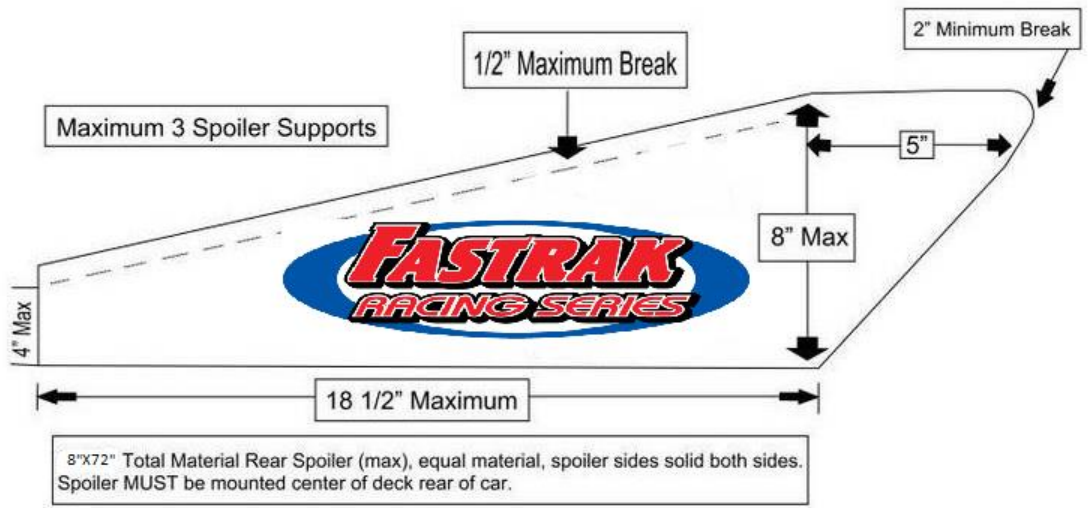 2” Minimum Break
1/2” Maximum Break
Maximum 3 Spoiler Supports
5”
8” Max
FASTRAK
RACING SERIES
4” Max
18 1/2” Maximum
8"X72" Total Material Rear Spoiler (max), equal material, spoiler sides solid both sides.
Spoiler MUST be mounted center of deck rear of car.